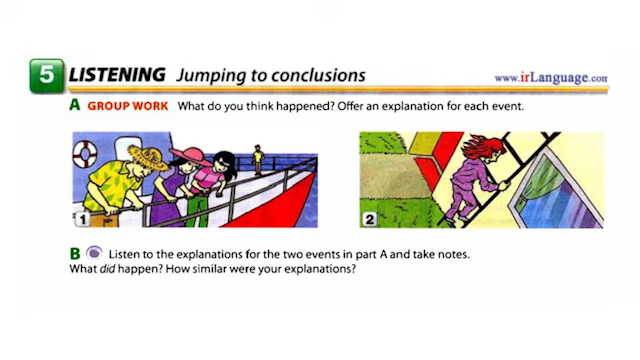 5 LISTENING Jumping to conclusions
www.irLanguage.com
A GROUP WORK What do you think happened? Offer an explanation for each event.
1
2
B Listen to the explanations for the two events in part A and take notes.
What did happen? How similar were your explanations?